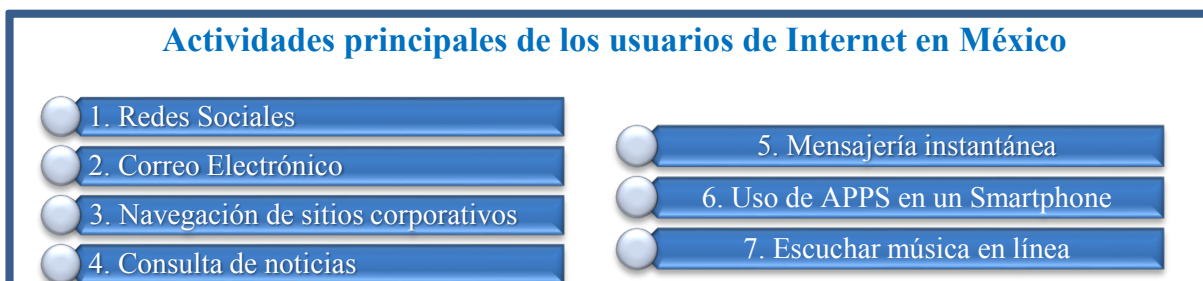 Actividades principales de los usuarios de Internet en México
1. Redes Sociales
2. Correo Electrónico
3. Navegación de sitios corporativos
4. Consulta de noticias
5. Mensajería instantánea
6. Uso de APPS en un Smartphone
7. Escuchar música en línea